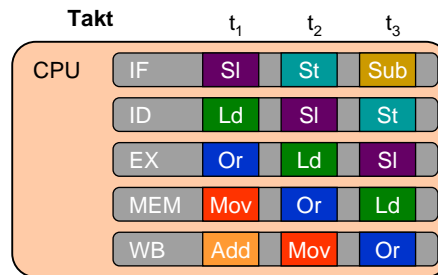 Takt t1 t2 t3
CPU IF Sl St Sub
ID Ld Sl St
EX Or Ld Sl
MEM Mov Or Ld
WB Add Mov Or